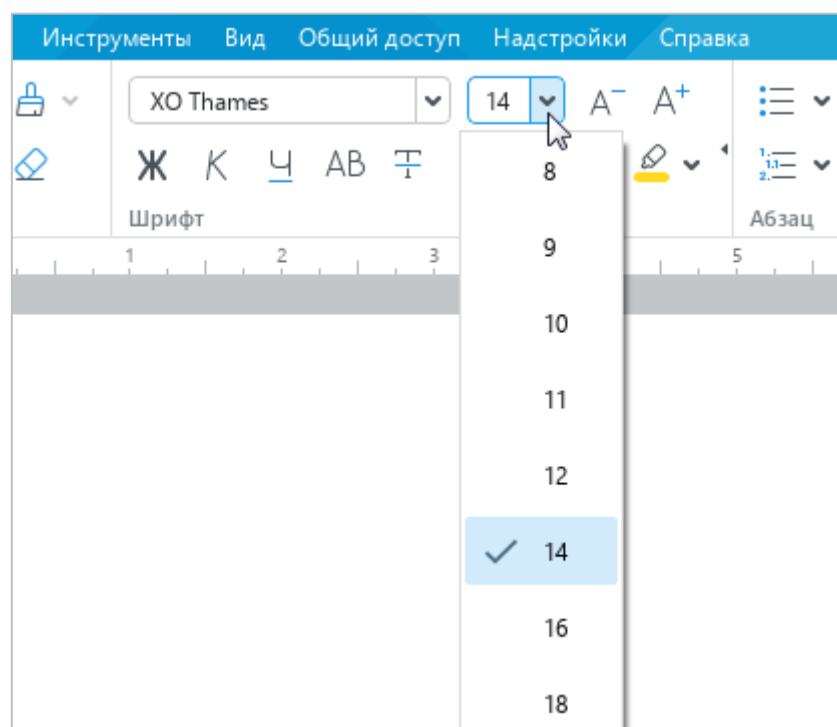 Инструменты Вид Общий доступ Надстройки Справка
XO Thames 14 A− A+
Ж К Ч АВ Т
8
Шрифт Абзац
1 2 3 5
9
10
11
12
14
16
18